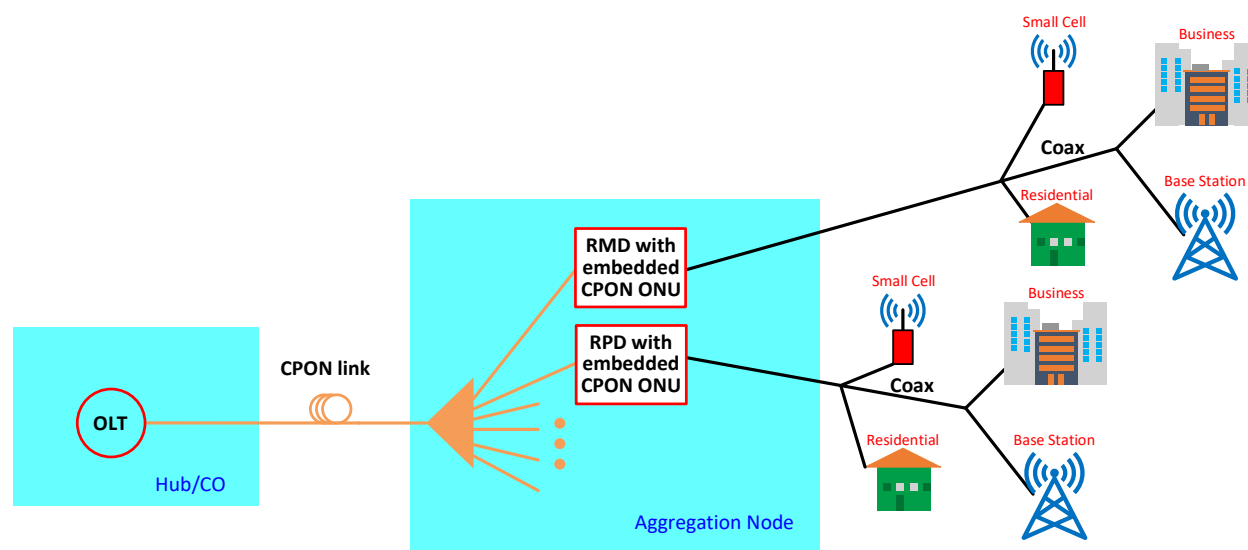 Small Cell
Business
Coax
Base Station
Residential
RMD with
embedded
CPON ONU
Small Cell
Business
RPD with
embedded
CPON ONU
CPON link
Coax
OLT
Residential
Base Station
Hub/CO
Aggregation Node